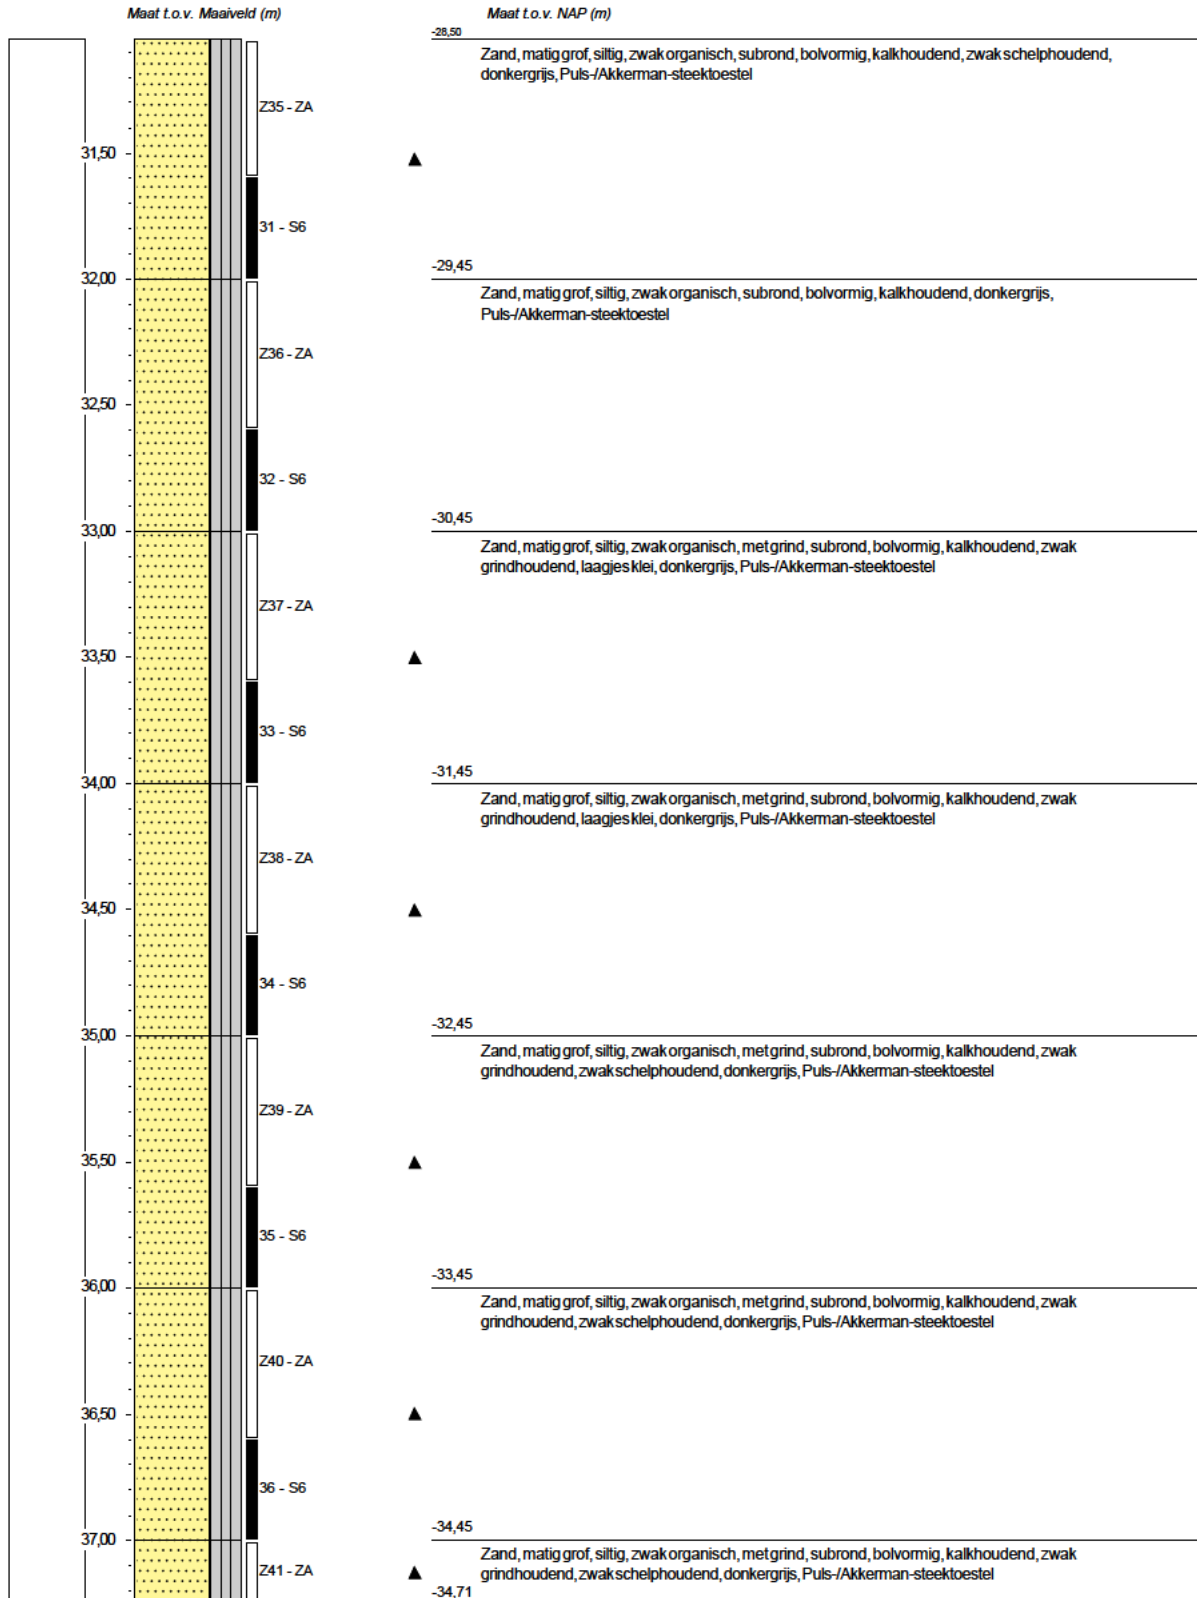 Maat t.o.v. Maaiveld (m)
Maat t.o.v. NAP (m)
-28,50
Zand, matig grof, siltig, zwak organisch, subrond, bolvormig, kalkhoudend, zwak schelphoudend,
donkergrijs, Puls-/Akkerman-steektoestel
Z35 - ZA
31,50
31 - S6
-29,45
32,00
Zand, matig grof, siltig, zwak organisch, subrond, bolvormig, kalkhoudend, donkergrijs,
Puls-/Akkerman-steektoestel
Z36 - ZA
32,50
32 - S6
-30,45
33,00
Zand, matig grof, siltig, zwak organisch, met grind, subrond, bolvormig, kalkhoudend, zwak
grindhoudend, laagjes klei, donkergrijs, Puls-/Akkerman-steektoestel
Z37 - ZA
33,50
33 - S6
-31,45
34,00
Zand, matig grof, siltig, zwak organisch, met grind, subrond, bolvormig, kalkhoudend, zwak
grindhoudend, laagjes klei, donkergrijs, Puls-/Akkerman-steektoestel
Z38 - ZA
34,50
34 - S6
-32,45
35,00
Zand, matig grof, siltig, zwak organisch, met grind, subrond, bolvormig, kalkhoudend, zwak
grindhoudend, zwak schelphoudend, donkergrijs, Puls-/Akkerman-steektoestel
Z39 - ZA
35,50
35 - S6
-33,45
36,00
Zand, matig grof, siltig, zwak organisch, met grind, subrond, bolvormig, kalkhoudend, zwak
grindhoudend, zwak schelphoudend, donkergrijs, Puls-/Akkerman-steektoestel
Z40 - ZA
36,50
36 - S6
-34,45
37,00
Zand, matig grof, siltig, zwak organisch, met grind, subrond, bolvormig, kalkhoudend, zwak
grindhoudend, zwak schelphoudend, donkergrijs, Puls-/Akkerman-steektoestel
Z41 - ZA
-34,71